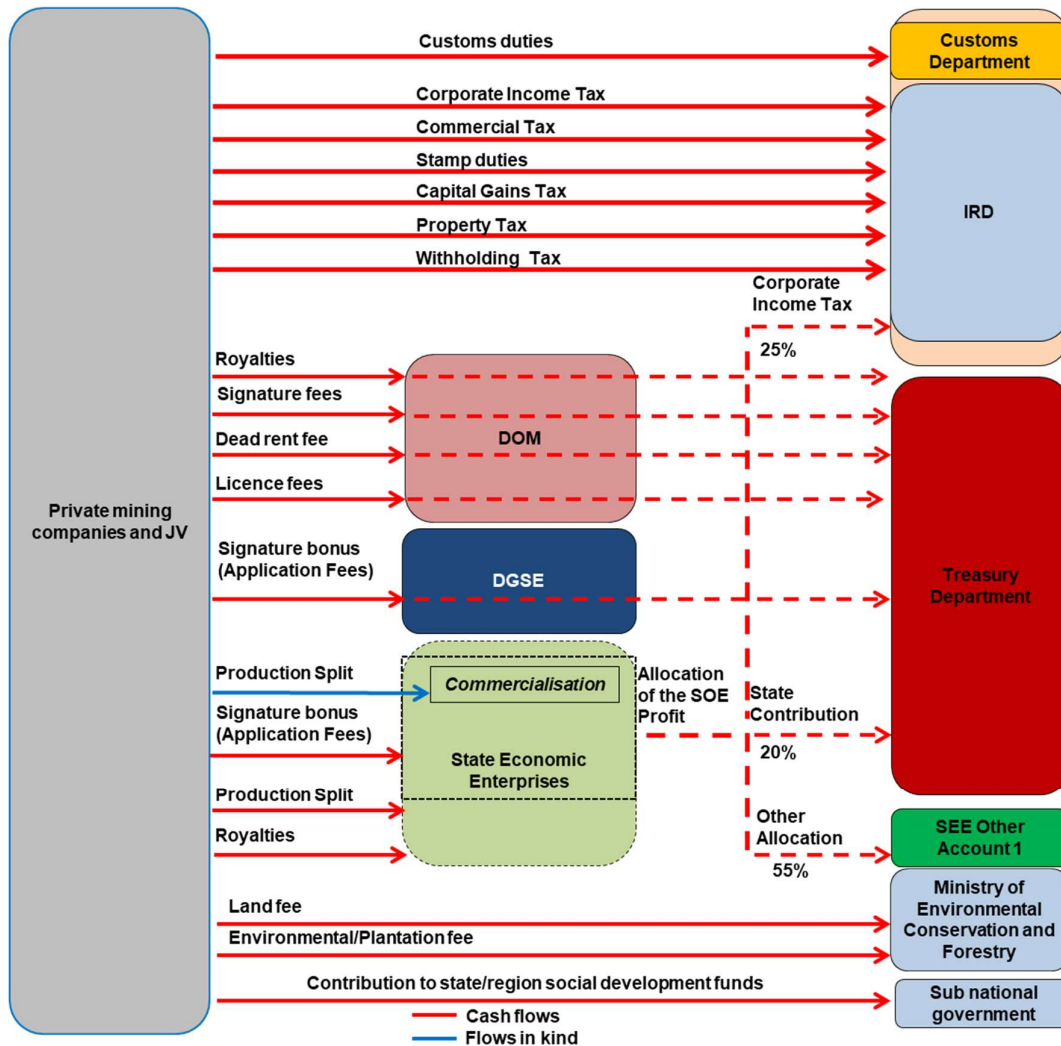 Customs duties
Customs
Department
Corporate Income Tax
Commercial Tax
Stamp duties
Capital Gains Tax
Property Tax
Withholding Tax
IRD
Corporate
Income Tax
25%
Royalties
Signature fees
Dead rent fee
Licence fees
DOM
Private mining
companies and JV
Signature bonus
(Application Fees)
DGSE
Treasury
Department
Production Split
Commercialisation
Signature bonus
(Application Fees)
State Economic
Enterprises
Production Split
Royalties
Allocation
of the SOE
Profit
State
Contribution
20%
Other
Allocation
55%
SEE Other
Account 1
Land fee
Environmental/Plantation fee
Ministry of
Environmental
Conservation and
Forestry
Contribution to state/region social development funds
Sub national
government
Cash flows
Flows in kind